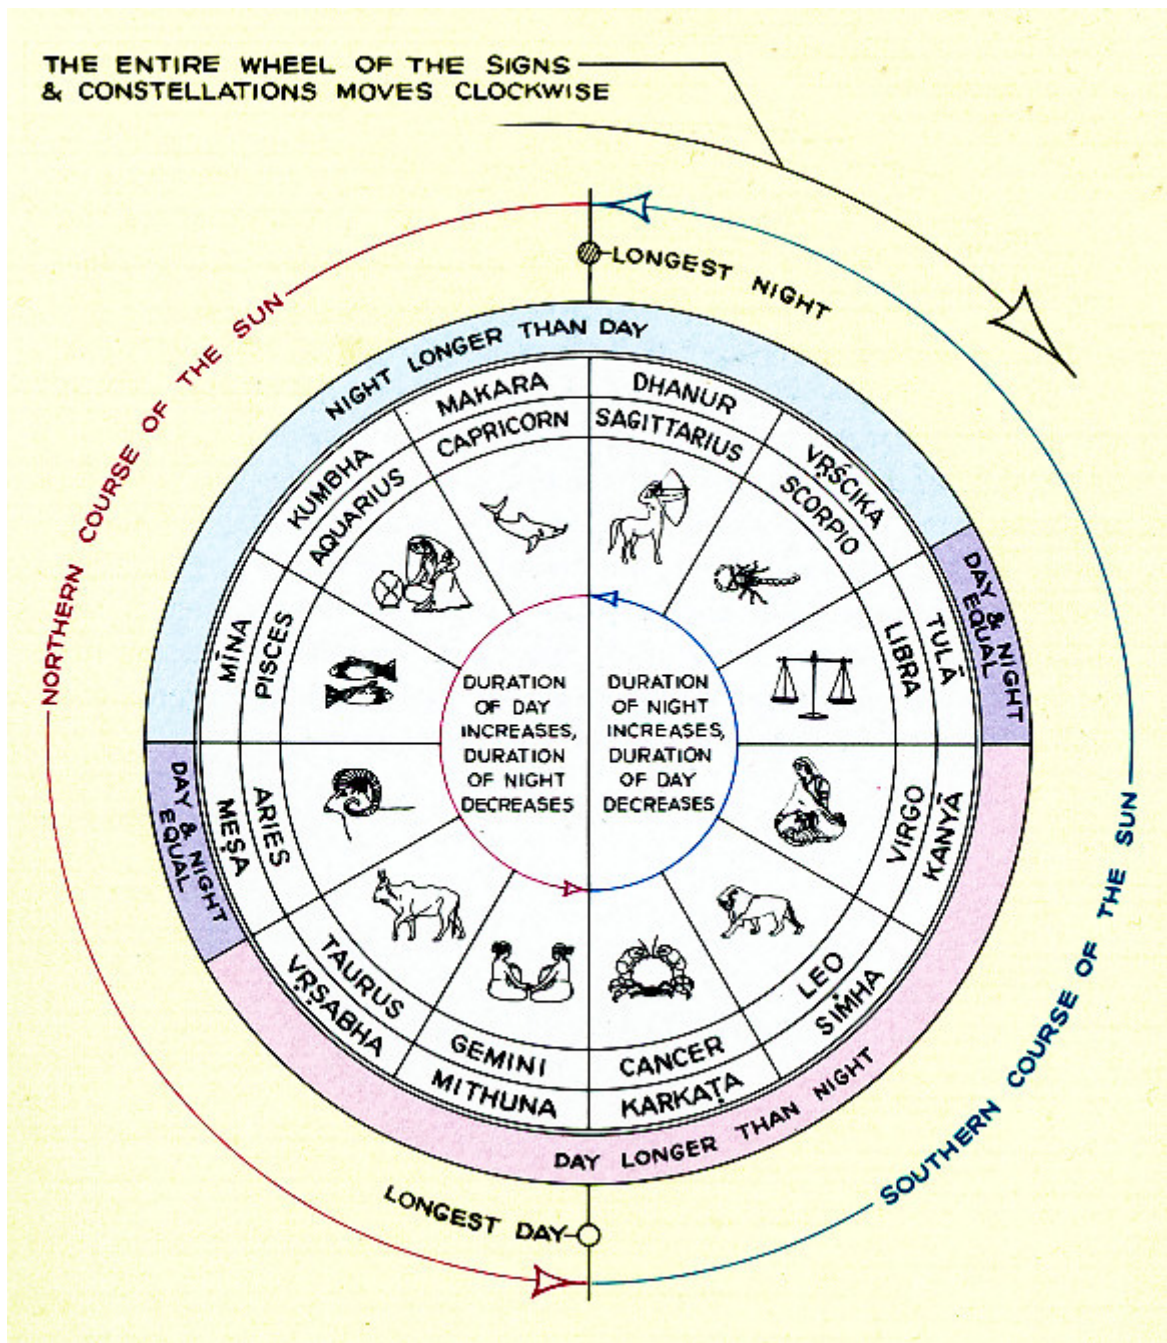 THE ENTIRE WHEEL OF THE SIGNS
& CONSTELLATIONS MOVES CLOCKWISE
LONGEST NIGHT
NORTHERN COURSE OF THE SUN
SOUTHERN COURSE OF THE SUN
NIGHT LONGER THAN DAY
DAY & NIGHT
EQUAL
DAY LONGER THAN NIGHT
DAY & NIGHT
EQUAL
MAKARA
CAPRICORN
DHANUR
SAGITTARIUS
VṚŚCIKA
SCORPIO
TULĀ
LIBRA
KANYĀ
VIRGO
SIṀHA
LEO
KARKAṬA
CANCER
MITHUNA
GEMINI
VṚṢABHA
TAURUS
MEṢA
ARIES
MĪNA
PISCES
KUMBHA
AQUARIUS
DURATION
OF DAY
INCREASES,
DURATION
OF NIGHT
DECREASES
DURATION
OF NIGHT
INCREASES,
DURATION
OF DAY
DECREASES
LONGEST DAY